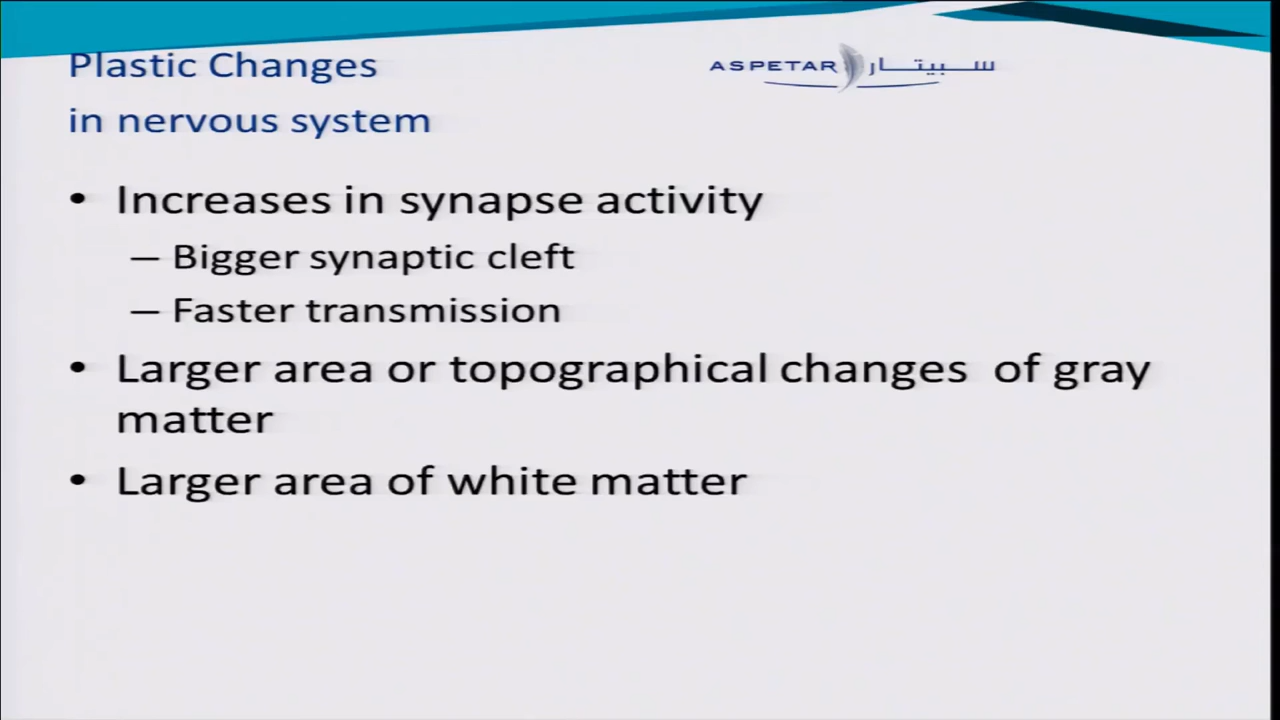 Plastic Changes
ASPETAR سبيتار
in nervous system
• Increases in synapse activity
– Bigger synaptic cleft
– Faster transmission
• Larger area or topographical changes of gray
matter
• Larger area of white matter